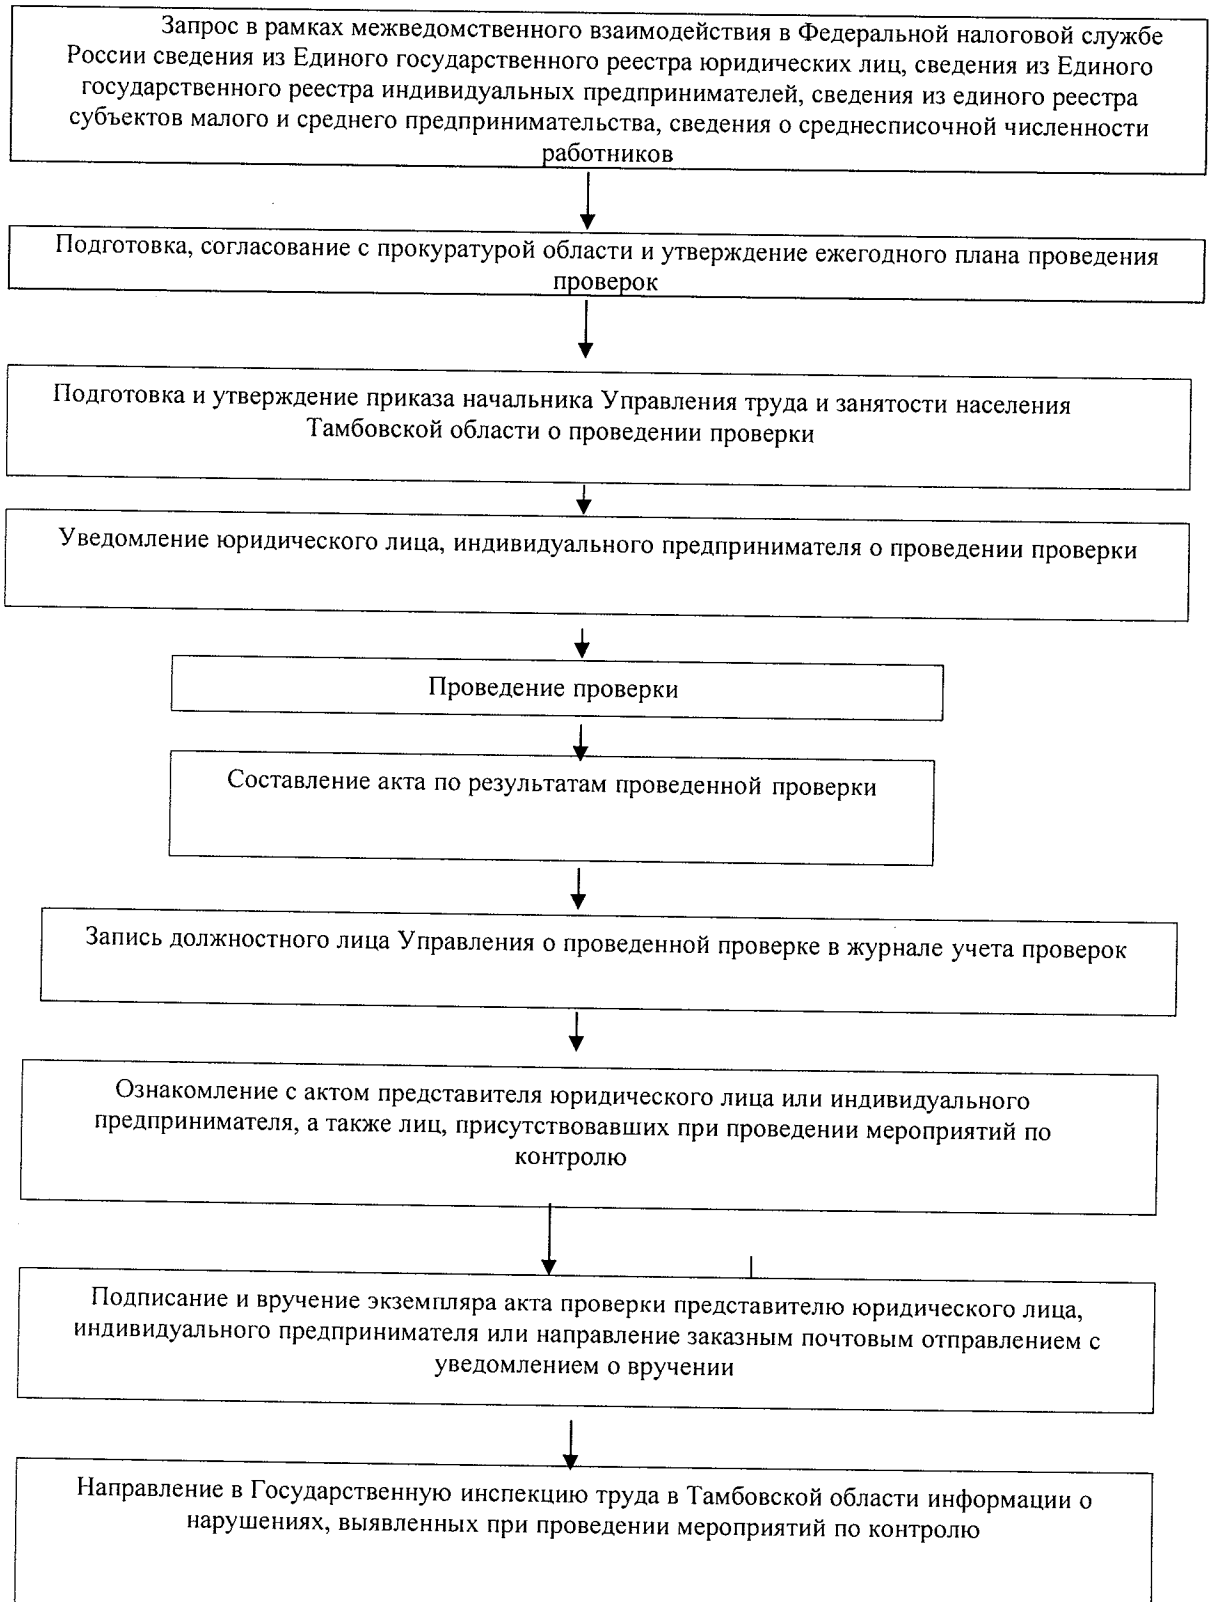 Запрос в рамках межведомственного взаимодействия в Федеральной налоговой службе
России сведения из Единого государственного реестра юридических лиц, сведения из Единого
государственного реестра индивидуальных предпринимателей, сведения из единого реестра
субъектов малого и среднего предпринимательства, сведения о среднесписочной численности
работников
Подготовка, согласование с прокуратурой области и утверждение ежегодного плана проведения
проверок
Подготовка и утверждение приказа начальника Управления труда и занятости населения
Тамбовской области о проведении проверки
Уведомление юридического лица, индивидуального предпринимателя о проведении проверки
Проведение проверки
Составление акта по результатам проведенной проверки
Запись должностного лица Управления о проведенной проверке в журнале учета проверок
Ознакомление с актом представителя юридического лица или индивидуального
предпринимателя, а также лиц, присутствовавших при проведении мероприятий по
контролю
Подписание и вручение экземпляра акта проверки представителю юридического лица,
индивидуального предпринимателя или направление заказным почтовым отправлением с
уведомлением о вручении
Направление в Государственную инспекцию труда в Тамбовской области информации о
нарушениях, выявленных при проведении мероприятий по контролю